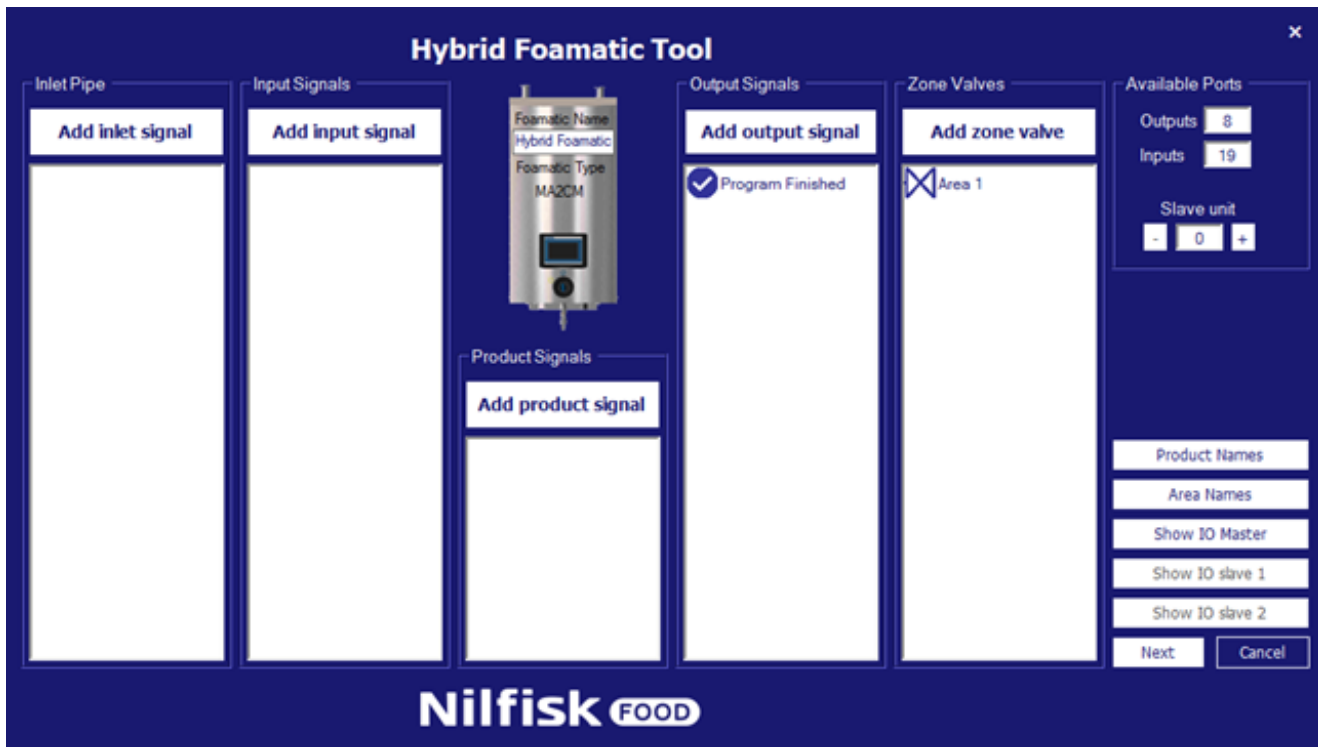 ×
Hybrid Foamatic Tool
Inlet Pipe
Add inlet signal
Input Signals
Add input signal
Foamatic Name
Hybrid Foamatic
Foamatic Type
MA2CM
Product Signals
Add product signal
Output Signals
Add output signal
Program Finished
Zone Valves
Add zone valve
Area 1
Available Ports
Outputs 8
Inputs 19
Slave unit
- 0 +
Product Names
Area Names
Show IO Master
Show IO slave 1
Show IO slave 2
Next Cancel
Nilfisk FOOD